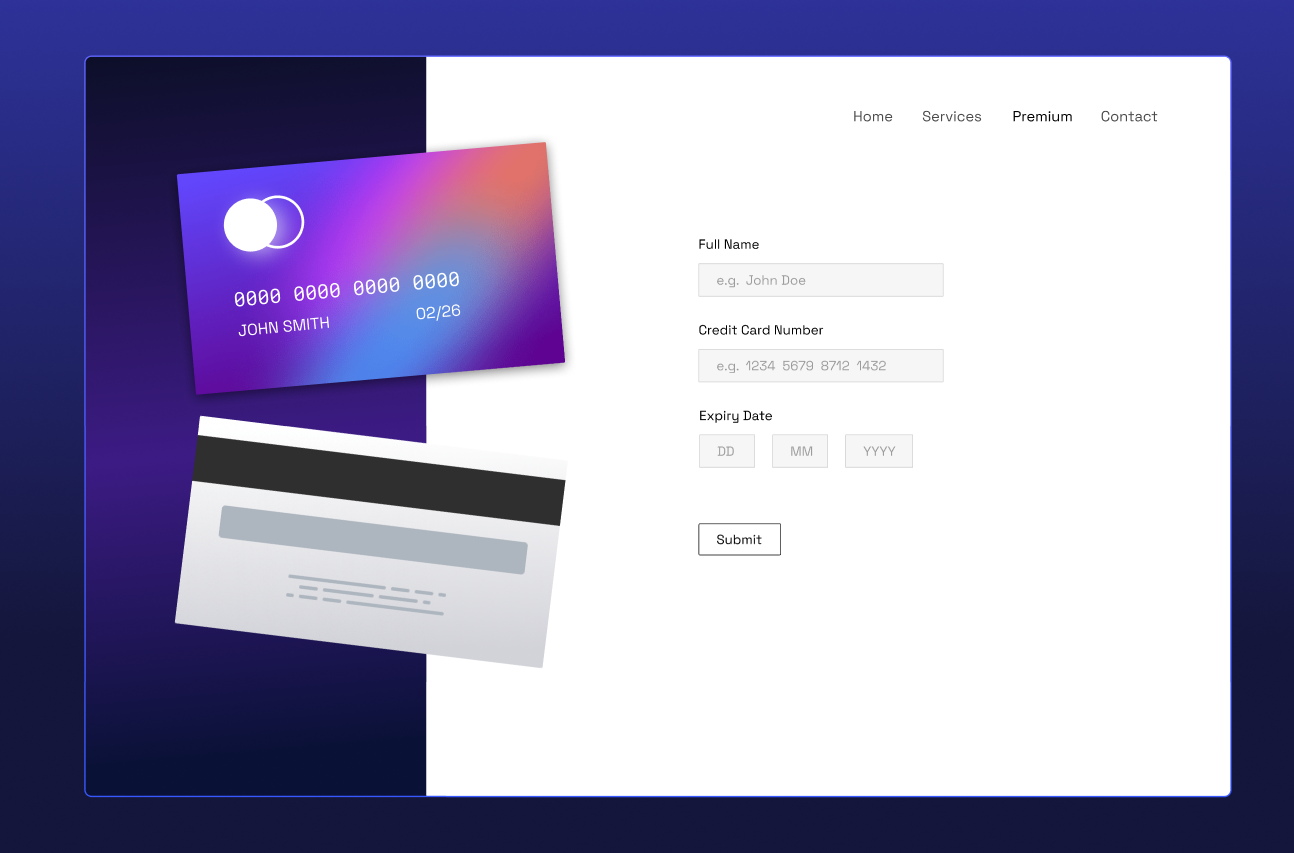 Home Services Premium Contact
0000 0000 0000 0000
JOHN SMITH 02/26
Full Name
e.g. John Doe
Credit Card Number
e.g. 1234 5679 8712 1432
Expiry Date
DD MM YYYY
Submit